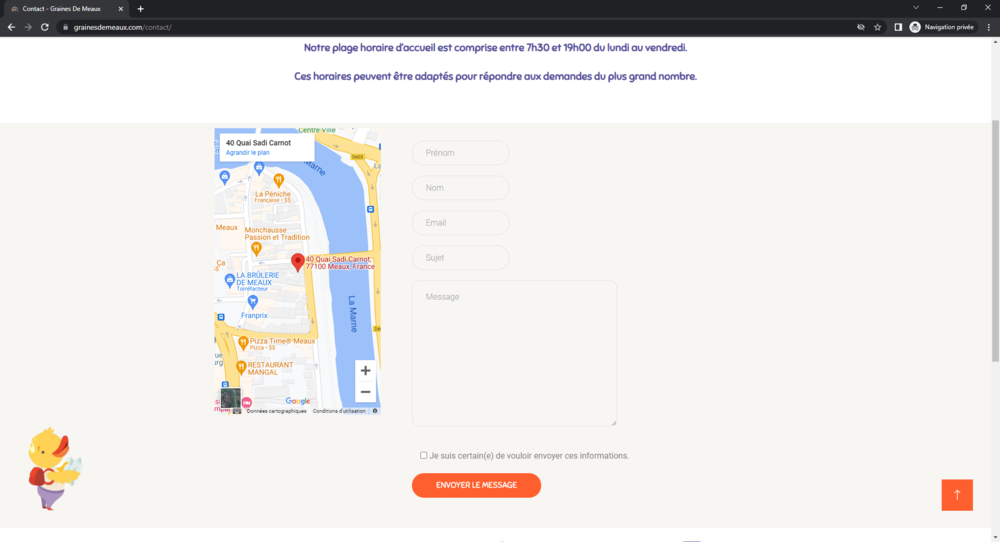 Contact - Graines De Meaux
grainesdemeaux.com/contact/
Navigation privée
Notre plage horaire d'accueil est comprise entre 7h30 et 19h00 du lundi au vendredi.
Ces horaires peuvent être adaptés pour répondre aux demandes du plus grand nombre.
Centre Ville
40 Quai Sadi Carnot
Agrandir le plan
D405
La Marne
La Péniche
Française · $$
Meaux
Monchausse
Passion et Tradition
40 Quai Sadi Carnot,
77100 Meaux, France
LA BRÛLERIE
DE MEAUX
Torréfacteur
Franprix
La Marne
Pizza Time® Meaux
Pizza · $$
RESTAURANT
MANGAL
Google
Données cartographiques
Conditions d'utilisation
Prénom
Nom
Email
Sujet
Message
Je suis certain(e) de vouloir envoyer ces informations.
ENVOYER LE MESSAGE